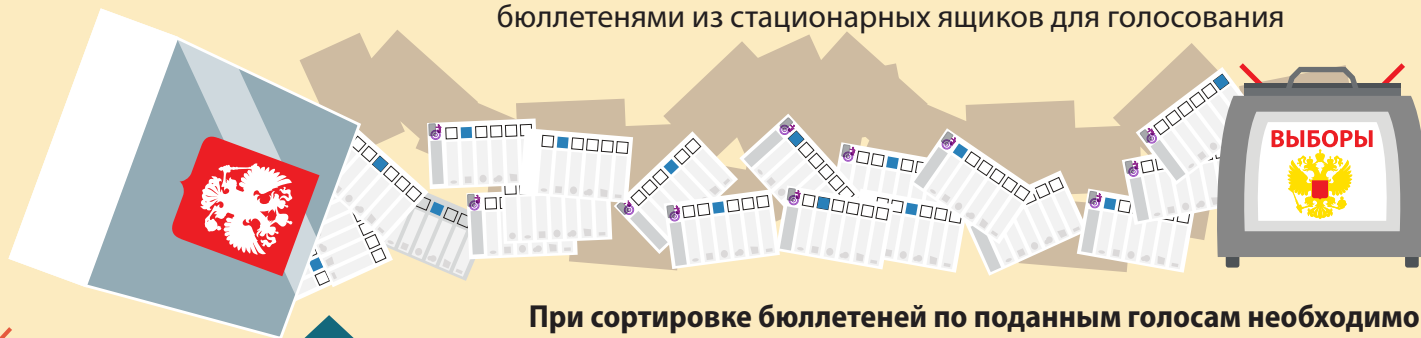 бюллетенями из стационарных ящиков для голосования
ВЫБОРЫ
При сортировке бюллетеней по поданным голосам необходимо